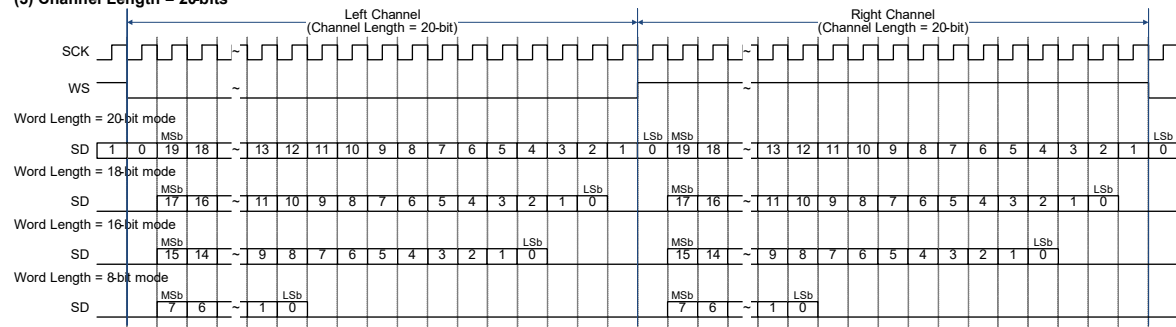 (3) Channel Length = 20-bits
Left Channel Right Channel
(Channel Length = 20-bit) (Channel Length = 20-bit)
SCK ~ ~
WS ~ ~
Word Length = 20-bit mode
MSb LSb MSb LSb
SD 1 0 19 18 ~ 13 12 11 10 9 8 7 6 5 4 3 2 1 0 19 18 ~ 13 12 11 10 9 8 7 6 5 4 3 2 1 0
Word Length = 18-bit mode
MSb LSb MSb LSb
SD 17 16 ~ 11 10 9 8 7 6 5 4 3 2 1 0 17 16 ~ 11 10 9 8 7 6 5 4 3 2 1 0
Word Length = 16-bit mode
MSb LSb MSb LSb
SD 15 14 ~ 9 8 7 6 5 4 3 2 1 0 15 14 ~ 9 8 7 6 5 4 3 2 1 0
Word Length = 8-bit mode
MSb LSb MSb LSb
SD 7 6 ~ 1 0 7 6 ~ 1 0